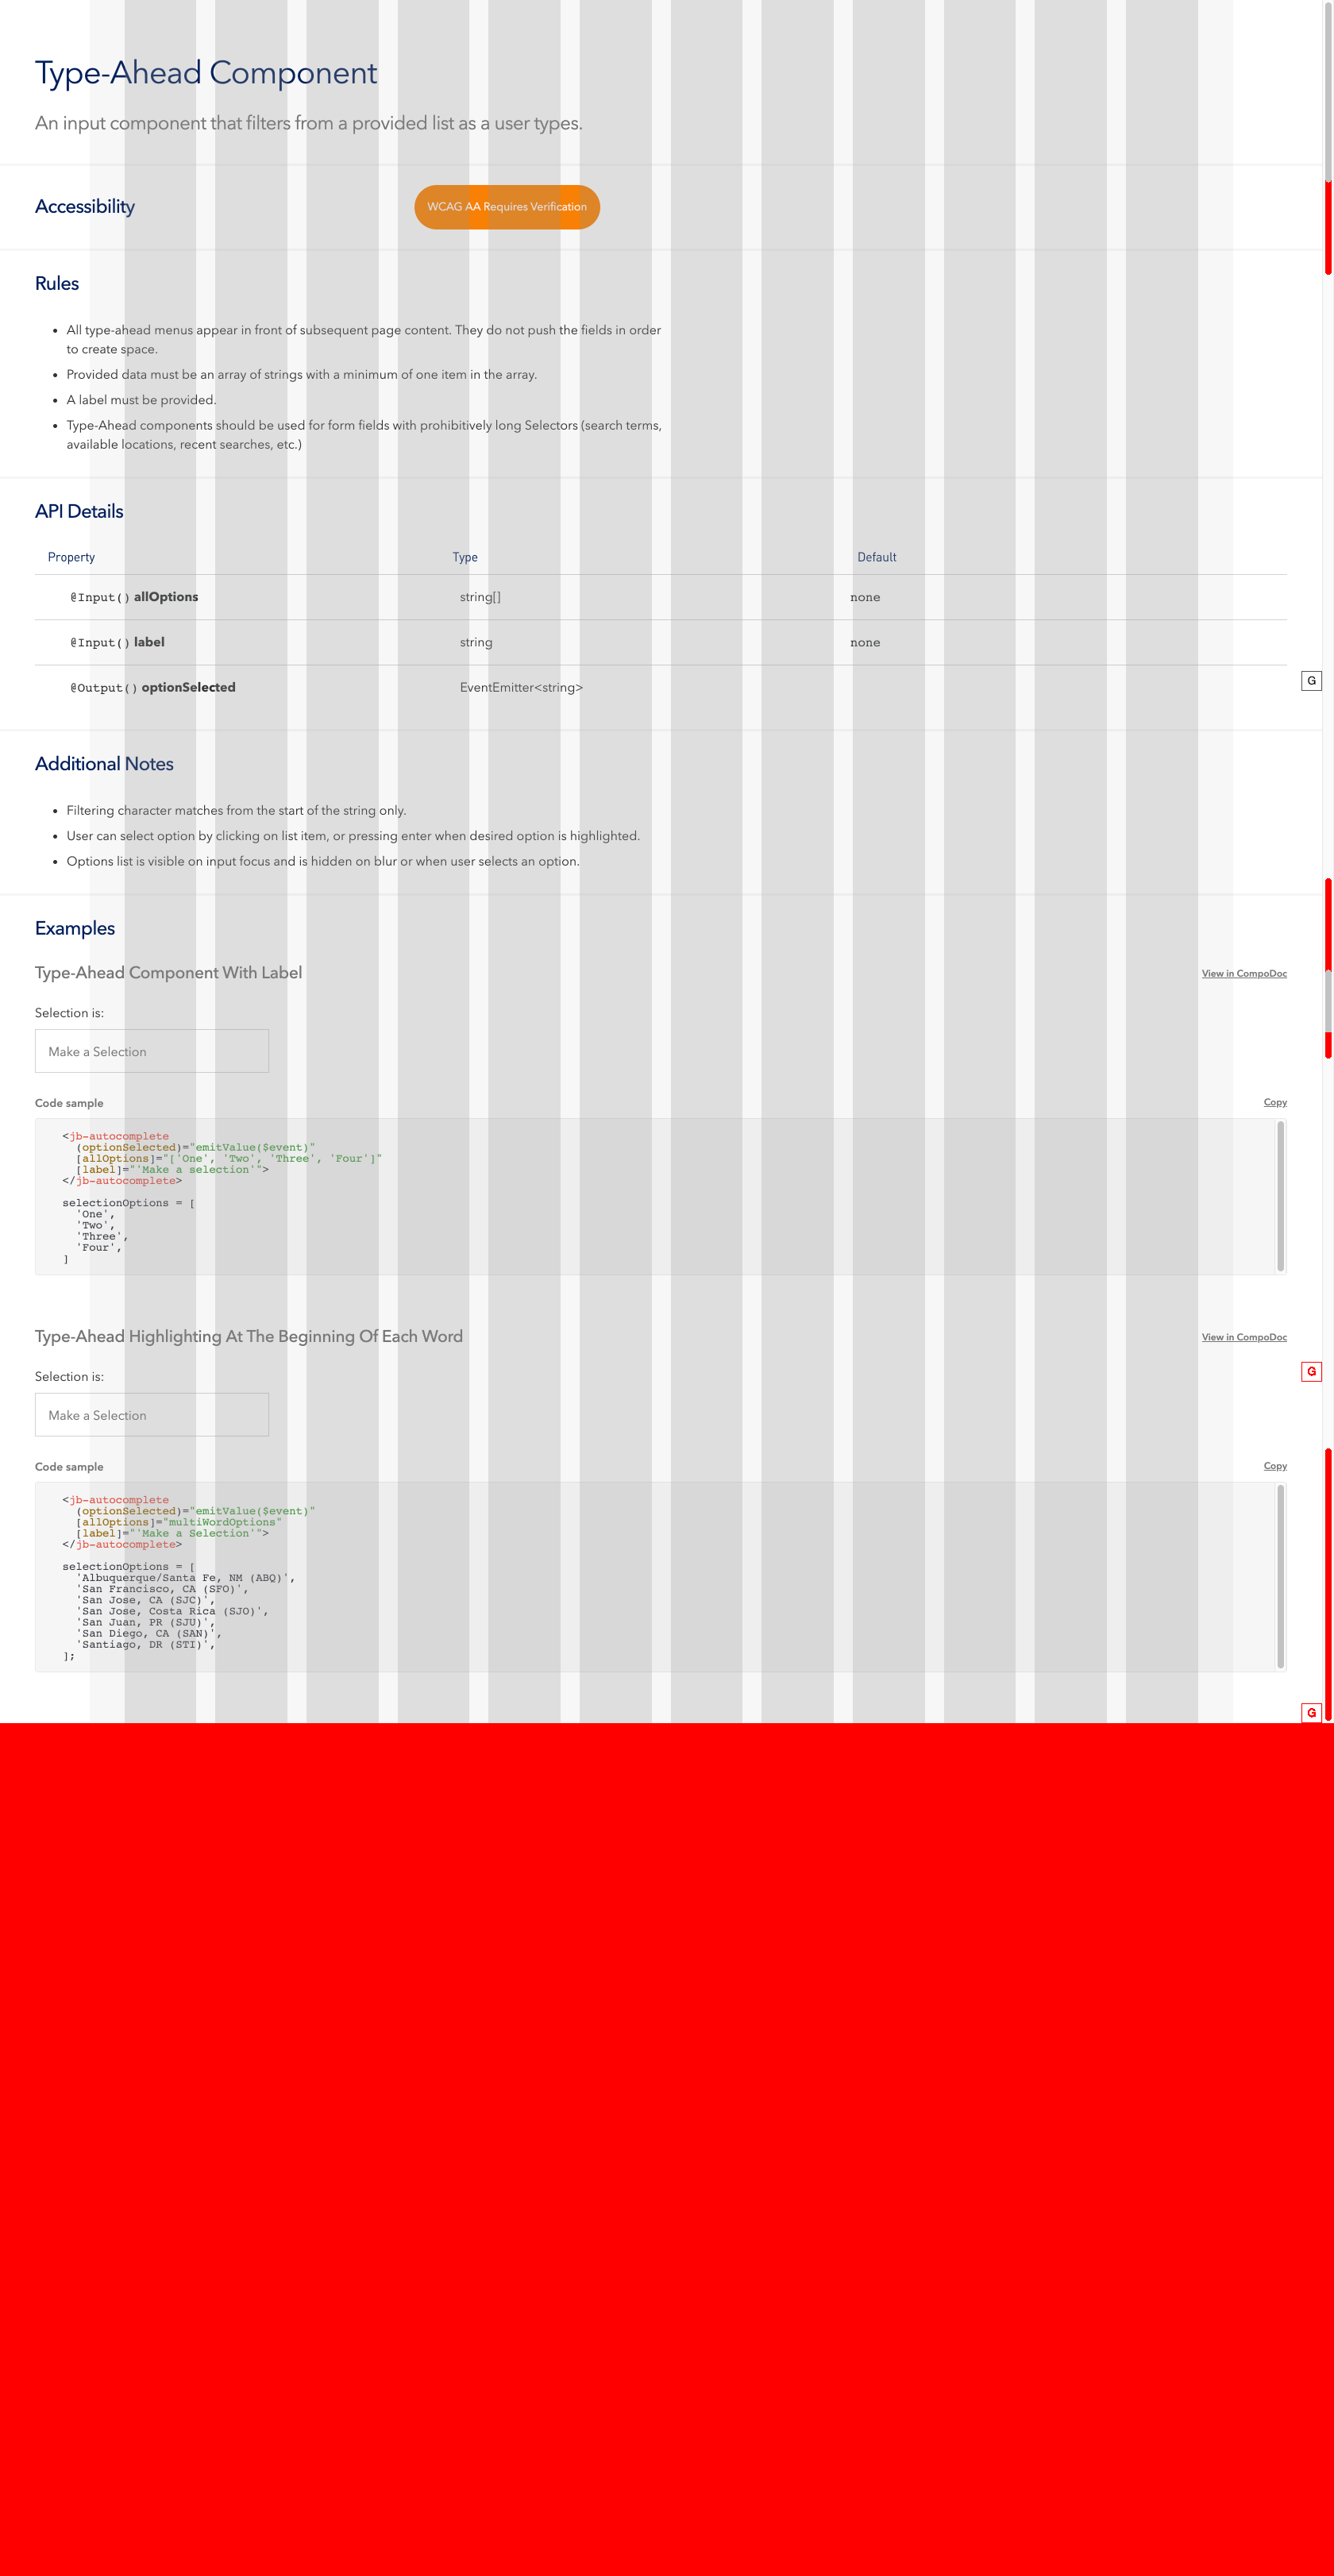 Type-Ahead Component
An input component that filters from a provided list as a user types.
Accessibility
WCAG AA Requires Verification
Rules
• All type-ahead menus appear in front of subsequent page content. They do not push the fields in order
to create space.
• Provided data must be an array of strings with a minimum of one item in the array.
• A label must be provided.
• Type-Ahead components should be used for form fields with prohibitively long Selectors (search terms,
available locations, recent searches, etc.)
API Details
Property Type Default
@Input() allOptions string[] none
@Input() label string none
@Output() optionSelected EventEmitter<string>
G
Additional Notes
• Filtering character matches from the start of the string only.
• User can select option by clicking on list item, or pressing enter when desired option is highlighted.
• Options list is visible on input focus and is hidden on blur or when user selects an option.
Examples
Type-Ahead Component With Label View in CompoDoc
Selection is:
Make a Selection
Code sample Copy
<jb-autocomplete
(optionSelected)="emitValue($event)"
[allOptions]="['One', 'Two', 'Three', 'Four']"
[label]="'Make a selection'">
</jb-autocomplete>
selectionOptions = [
'One',
'Two',
'Three',
'Four',
]
Type-Ahead Highlighting At The Beginning Of Each Word View in CompoDoc
G
Selection is:
Make a Selection
Code sample Copy
<jb-autocomplete
(optionSelected)="emitValue($event)"
[allOptions]="multiWordOptions"
[label]="'Make a Selection'">
</jb-autocomplete>
selectionOptions = [
'Albuquerque/Santa Fe, NM (ABQ)',
'San Francisco, CA (SFO)',
'San Jose, CA (SJC)',
'San Jose, Costa Rica (SJO)',
'San Juan, PR (SJU)',
'San Diego, CA (SAN)',
'Santiago, DR (STI)',
];
G